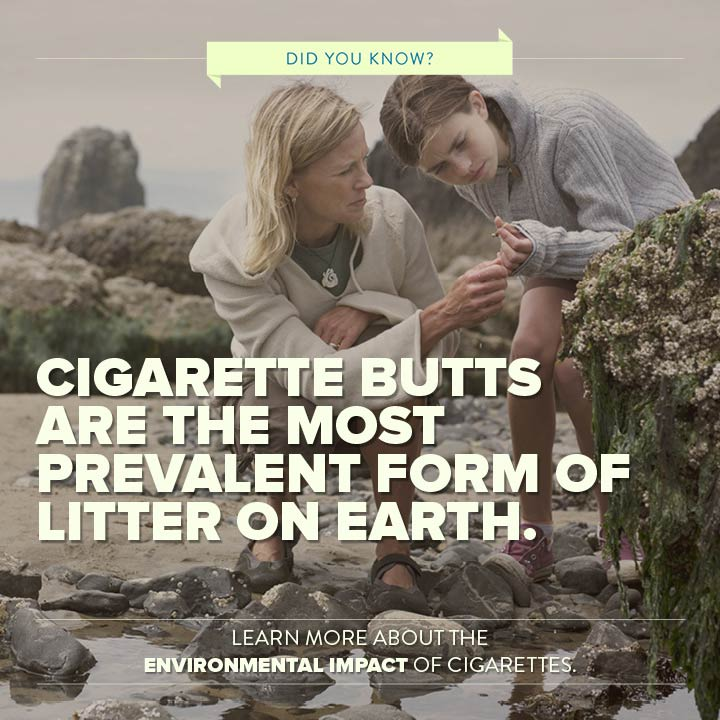 DID YOU KNOW?
CIGARETTE BUTTS
ARE THE MOST
PREVALENT FORM OF
LITTER ON EARTH.
LEARN MORE ABOUT THE
ENVIRONMENTAL IMPACT OF CIGARETTES.